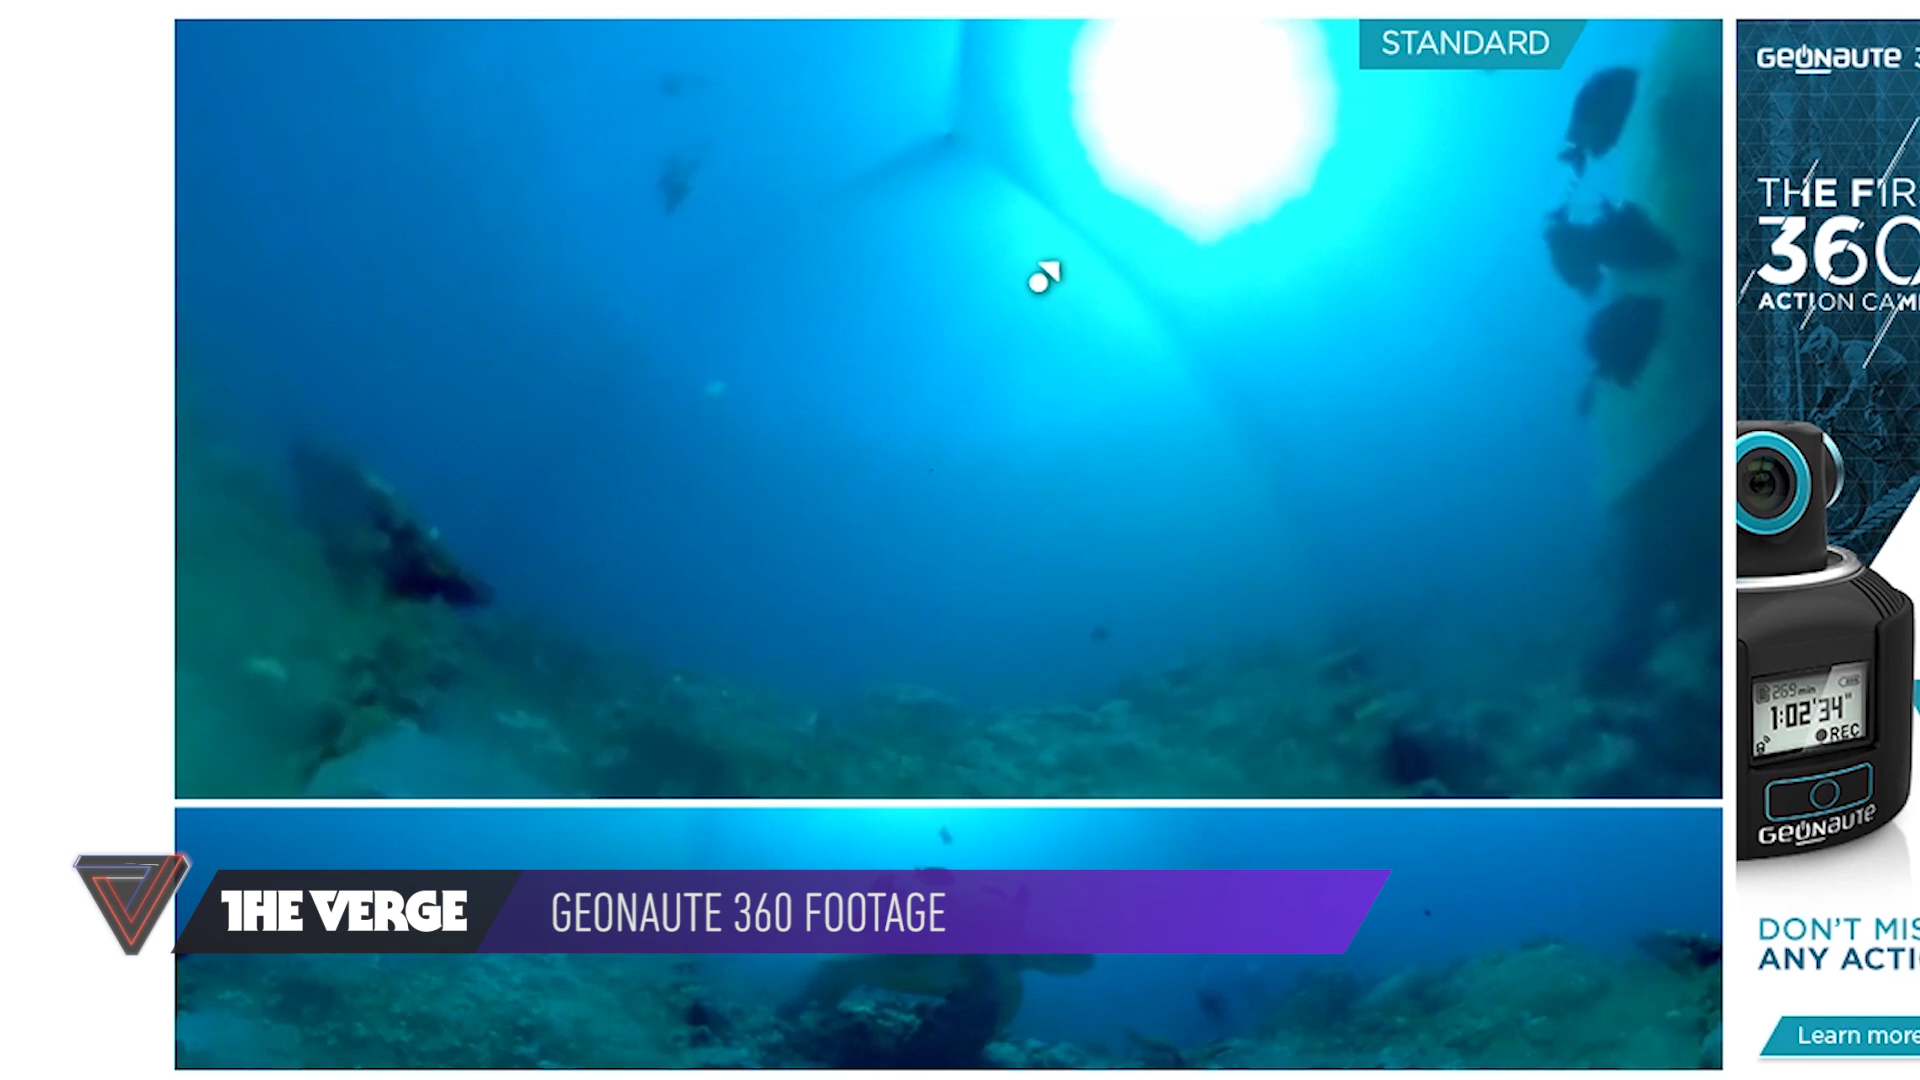 STANDARD
GEONAUTE
THE FIR
360
ACTION CAM
269min
1:02'34"
REC
GEONAUTE
THE VERGE
GEONAUTE 360 FOOTAGE
DON'T MIS
ANY ACTI
Learn more